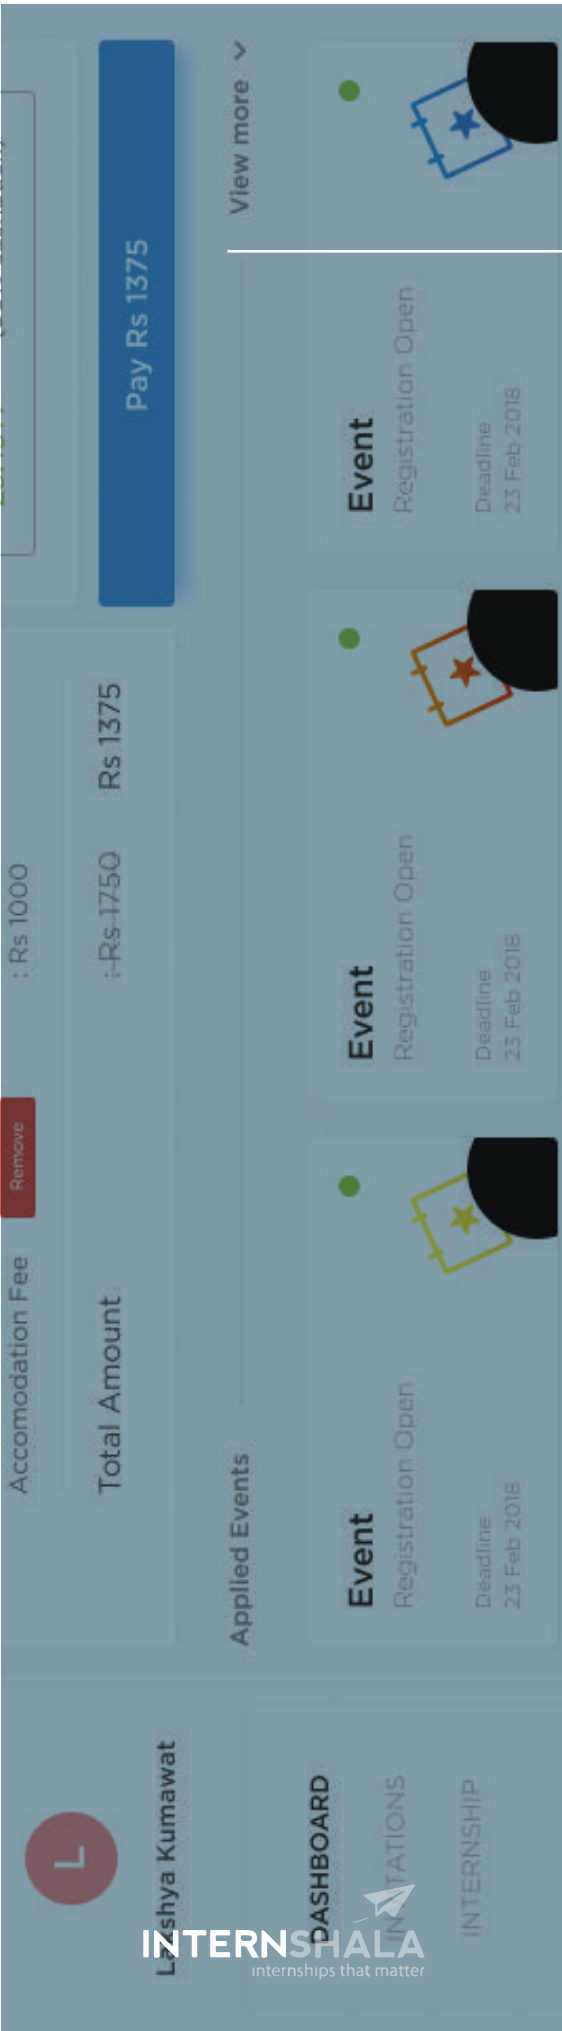 Accomodation Fee
Remove
: Rs 1000
Total Amount
: Rs 1750
Rs 1375
Pay Rs 1375
Applied Events
View more
Event
Registration Open
Deadline
23 Feb 2018
Event
Registration Open
Deadline
23 Feb 2018
Event
Registration Open
Deadline
23 Feb 2018
L
Lakshya Kumawat
DASHBOARD
INVITATIONS
INTERNSHIP
INTERNSHALA
internships that matter